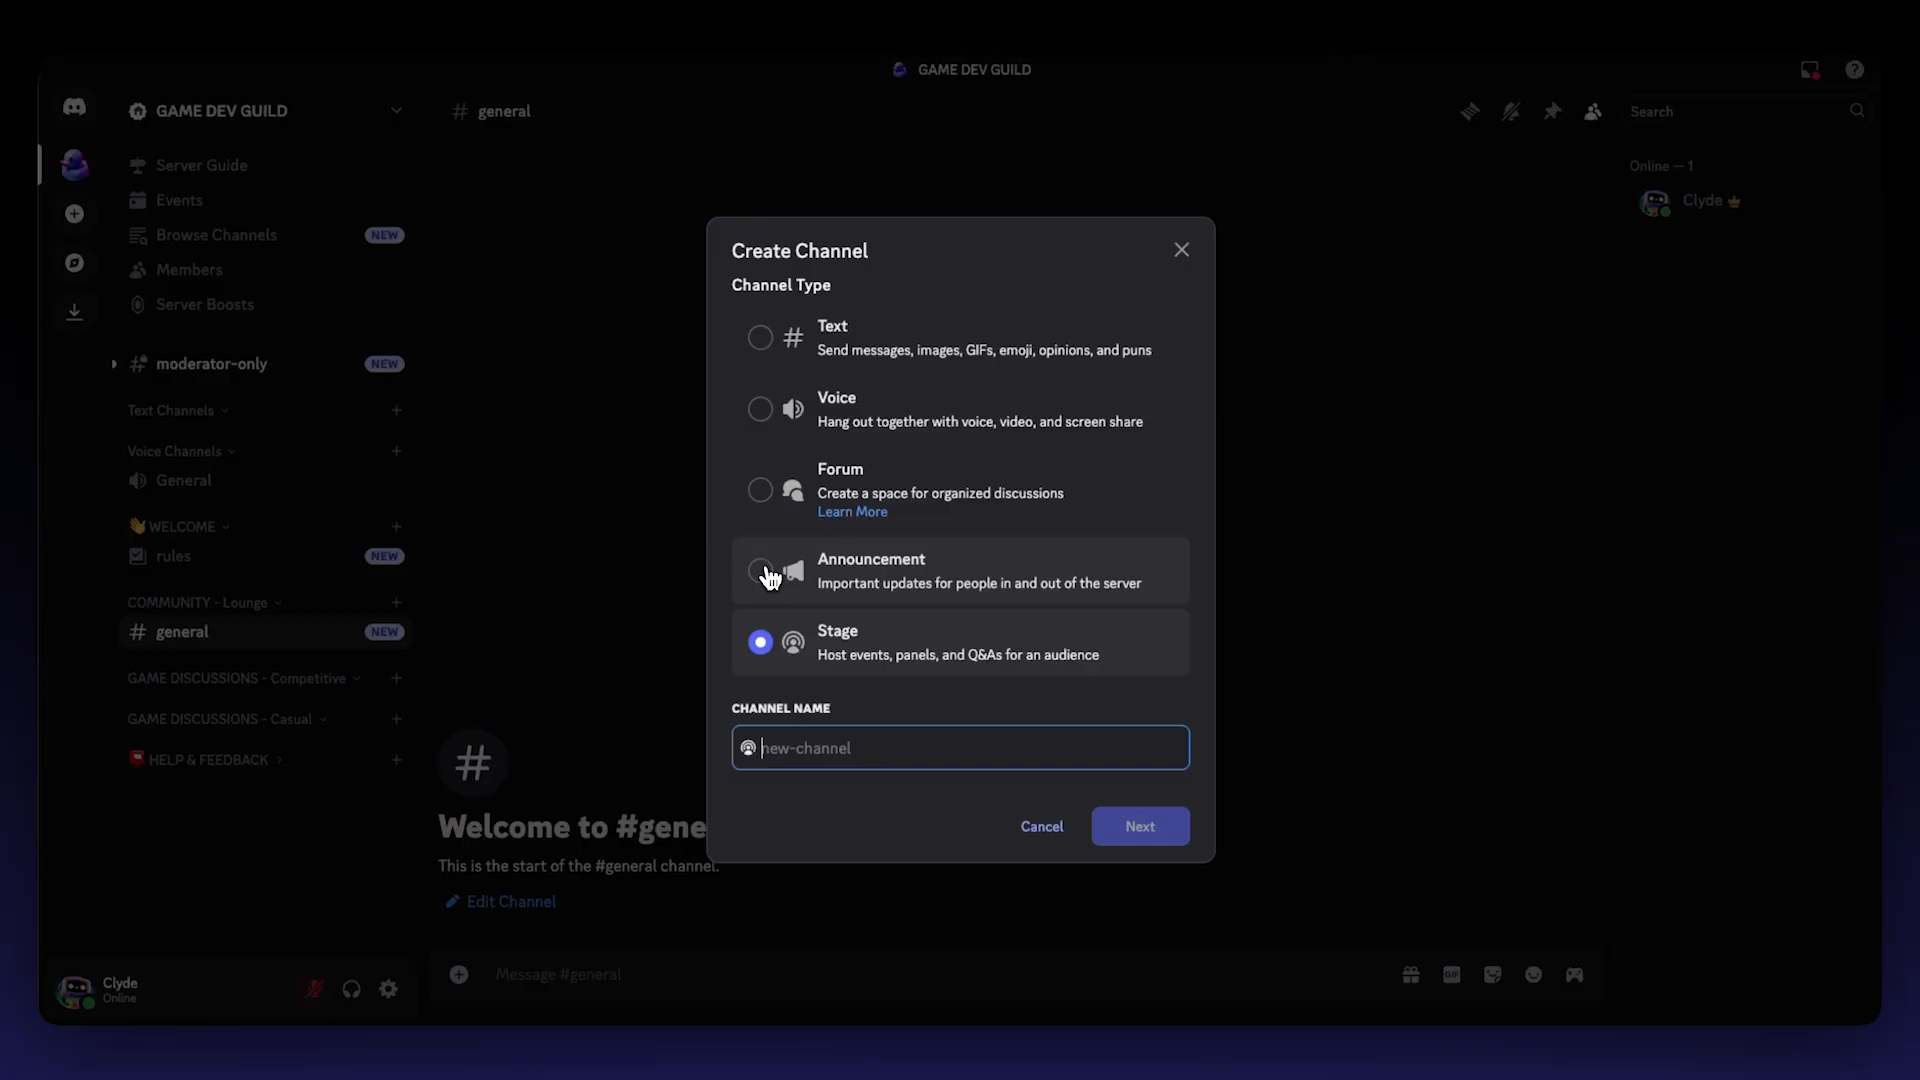 GAME DEV GUILD
GAME DEV GUILD
# general
Search
Server Guide
Events
Browse Channels NEW
Members
Server Boosts
moderator-only NEW
Text Channels
Voice Channels
General
WELCOME
rules NEW
COMMUNITY - Lounge
general NEW
GAME DISCUSSIONS - Competitive
GAME DISCUSSIONS - Casual
HELP & FEEDBACK
Clyde
Online
Create Channel
Channel Type
Text
Send messages, images, GIFs, emoji, opinions, and puns
Voice
Hang out together with voice, video, and screen share
Forum
Create a space for organized discussions
Learn More
Announcement
Important updates for people in and out of the server
Stage
Host events, panels, and Q&As for an audience
CHANNEL NAME
new-channel
Cancel
Next
Welcome to #gene
This is the start of the #general channel.
Edit Channel
Message #general
GIF
Online — 1
Clyde